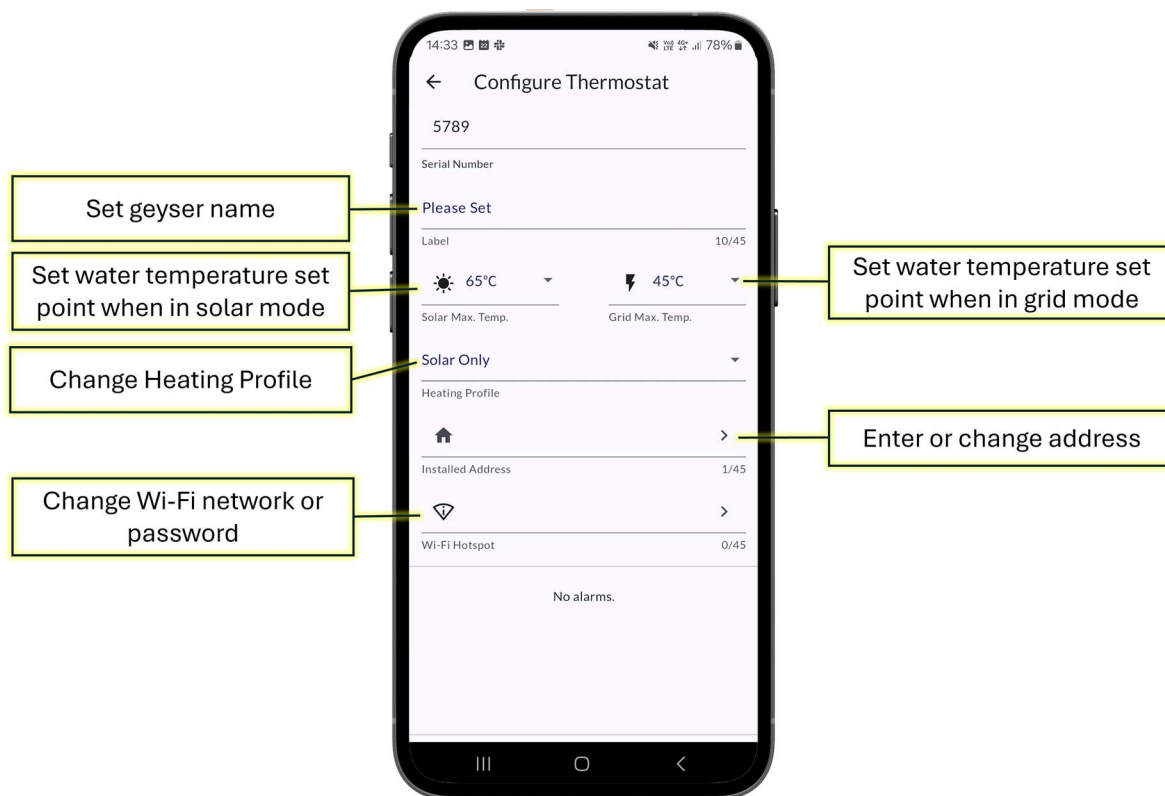 14:33
78%
Configure Thermostat
5789
Serial Number
Set geyser name
Please Set
Label 10/45
Set water temperature set
point when in solar mode
65°C 45°C
Solar Max. Temp. Grid Max. Temp.
Set water temperature set
point when in grid mode
Change Heating Profile
Solar Only
Heating Profile
Enter or change address
Installed Address 1/45
Change Wi-Fi network or
password
Wi-Fi Hotspot 0/45
No alarms.